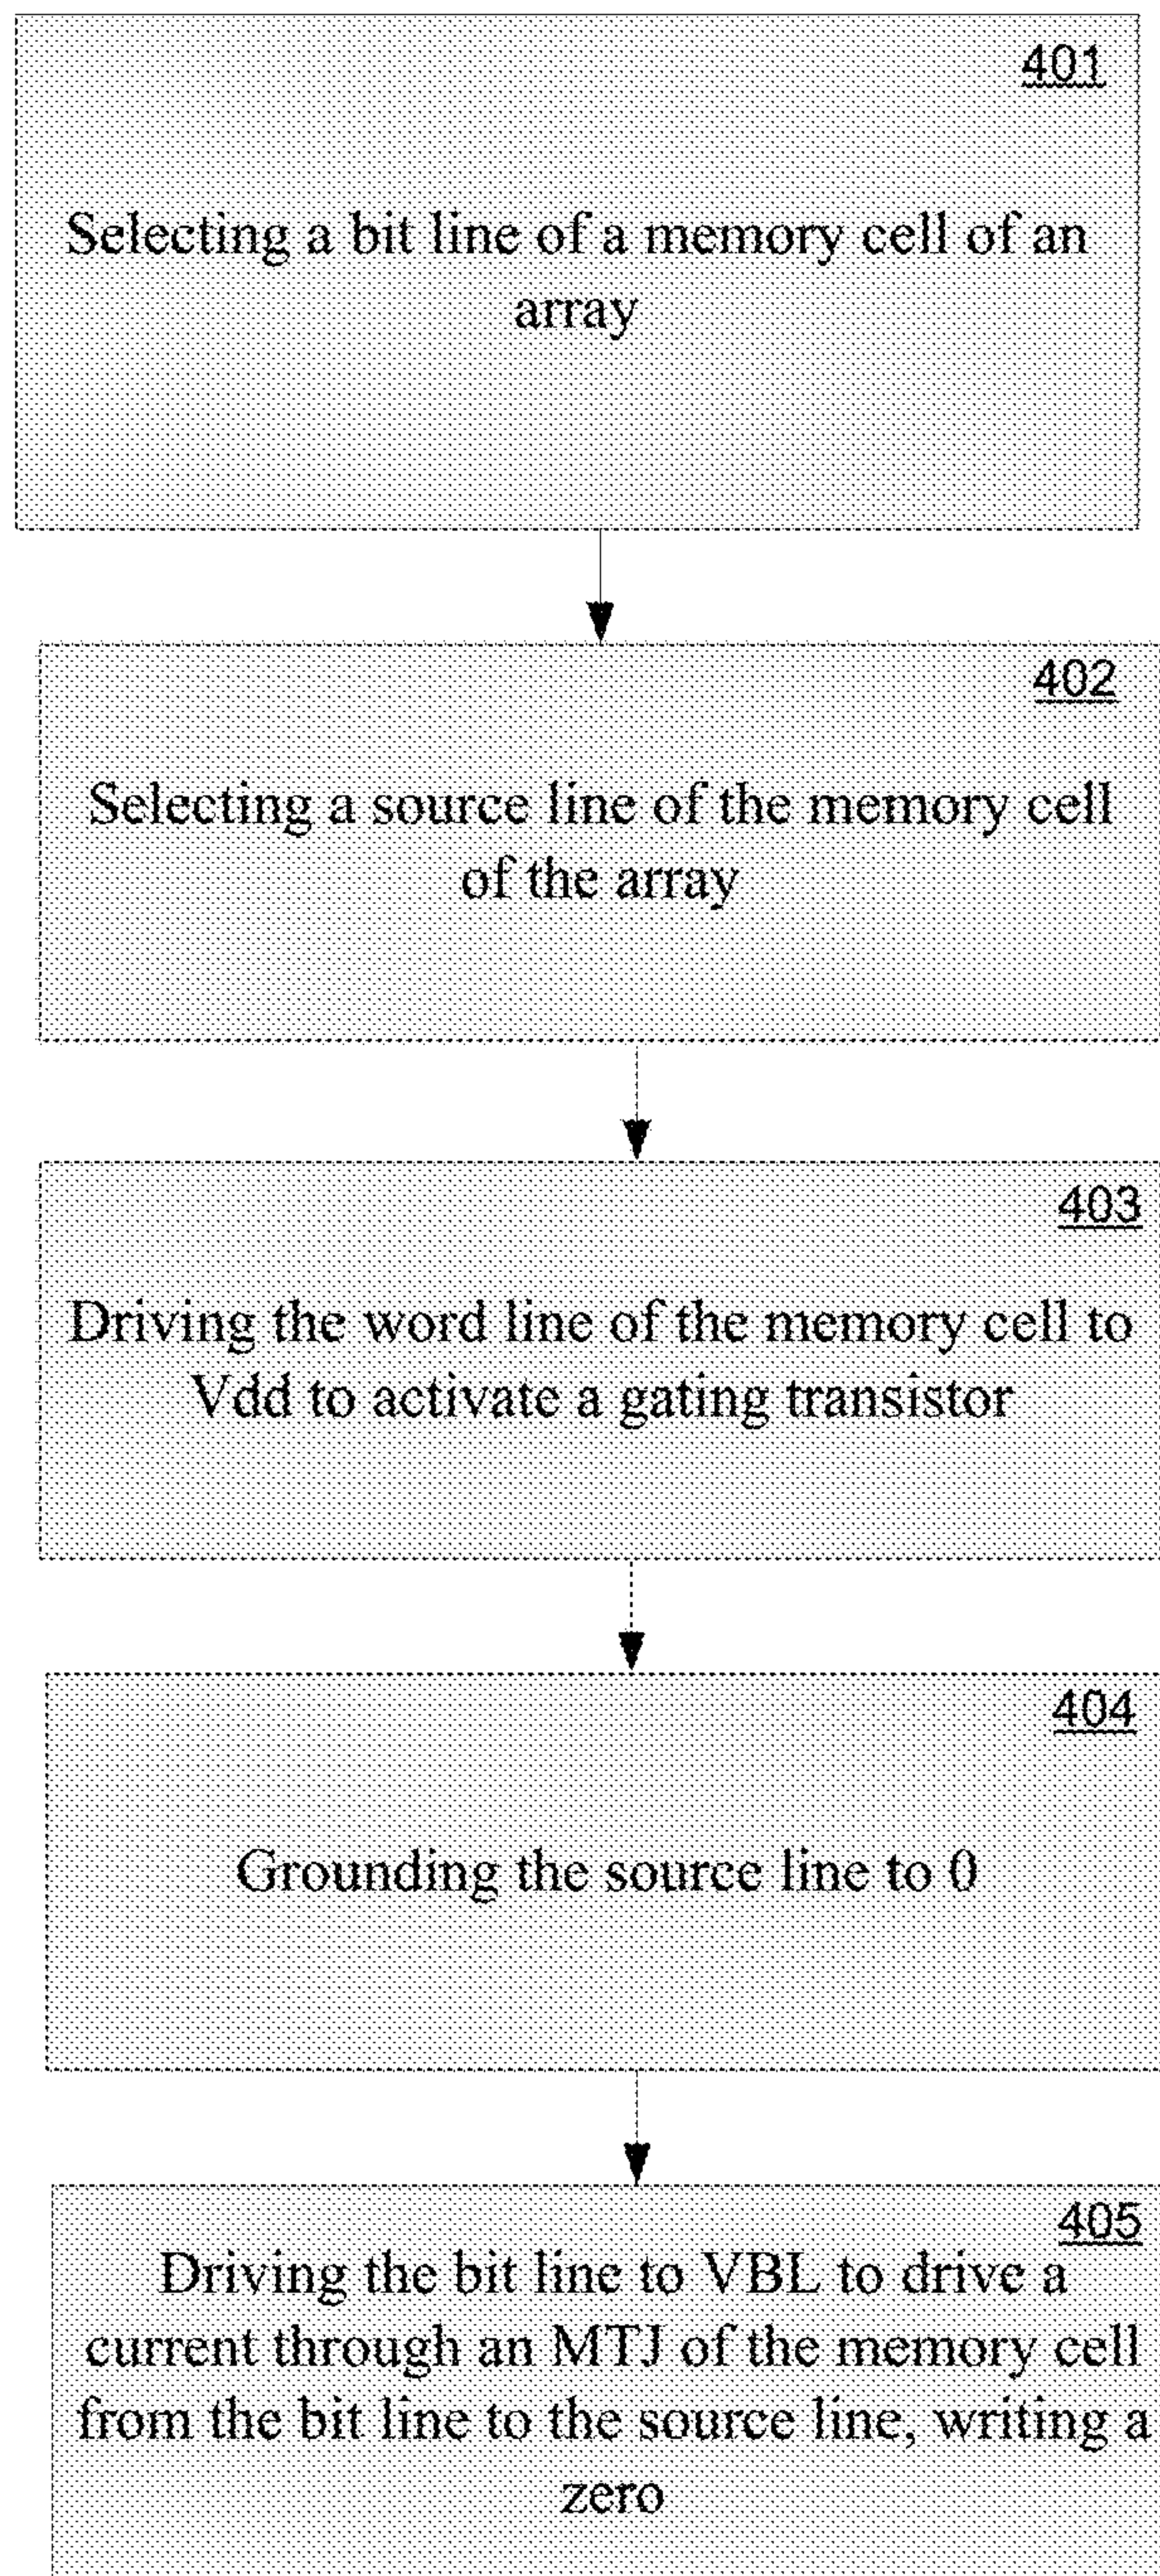 401
Selecting a bit line of a memory cell of an
array
402
Selecting a source line of the memory cell
of the array
403
Driving the word line of the memory cell to
Vdd to activate a gating transistor
404
Grounding the source line to 0
405
Driving the bit line to VBL to drive a
current through an MTJ of the memory cell
from the bit line to the source line, writing a
zero